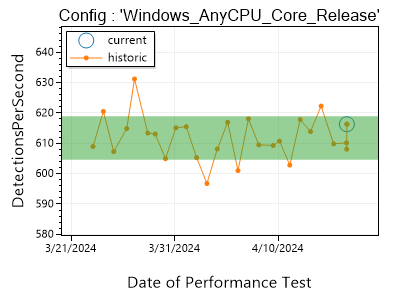 Config : 'Windows_AnyCPU_Core_Release'
current
historic
DetectionsPerSecond
640
630
620
610
600
590
580
3/21/2024
3/31/2024
4/10/2024
Date of Performance Test